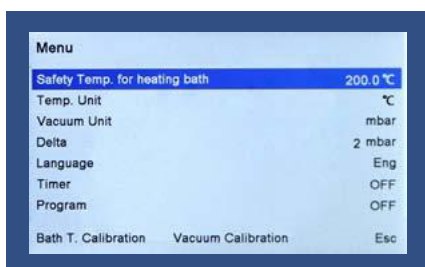 Menu
Safety Temp. for heating bath 200.0 ℃
Temp. Unit ℃
Vacuum Unit mbar
Delta 2 mbar
Language Eng
Timer OFF
Program OFF
Bath T. Calibration Vacuum Calibration Esc